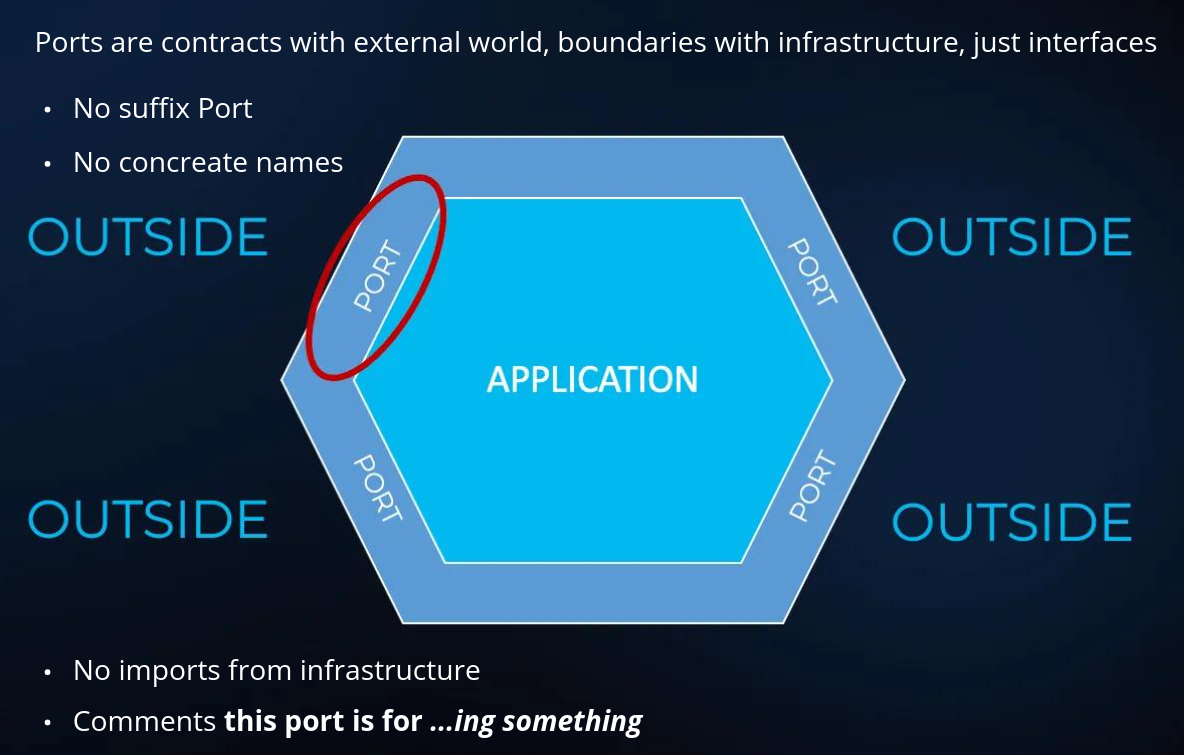 Ports are contracts with external world, boundaries with infrastructure, just interfaces
• No suffix Port
• No concreate names
OUTSIDE
OUTSIDE
PORT
PORT
APPLICATION
PORT
PORT
OUTSIDE
OUTSIDE
• No imports from infrastructure
• Comments this port is for ...ing something